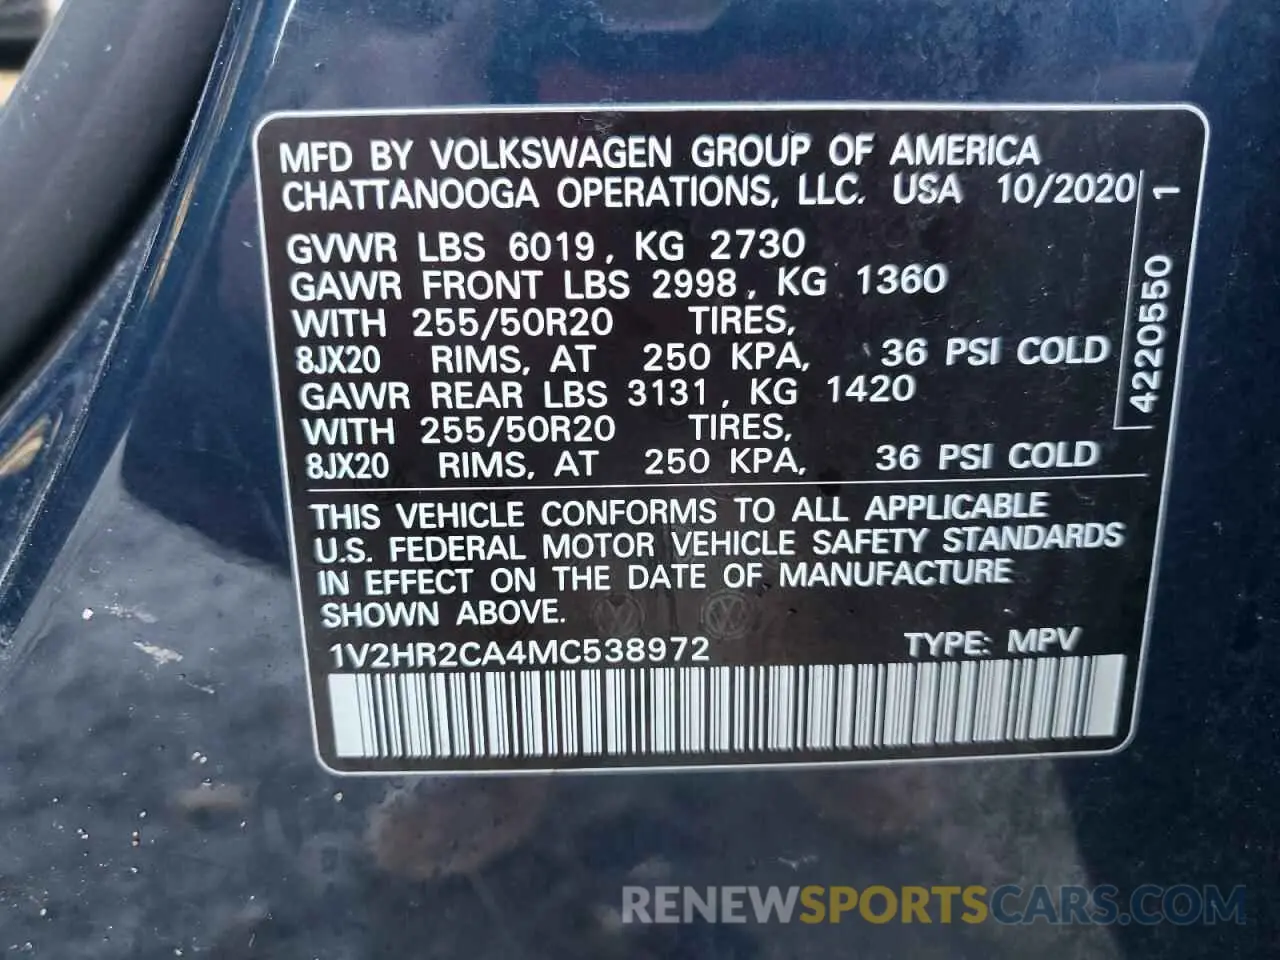 MFD BY VOLKSWAGEN GROUP OF AMERICA
CHATTANOOGA OPERATIONS, LLC. USA 10/2020
GVWR LBS 6019, KG 2730
GAWR FRONT LBS 2998, KG 1360
WITH 255/50R20 TIRES,
8JX20 RIMS, AT 250 KPA, 36 PSI COLD
GAWR REAR LBS 3131, KG 1420
WITH 255/50R20 TIRES,
8JX20 RIMS, AT 250 KPA, 36 PSI COLD
4220550 1
THIS VEHICLE CONFORMS TO ALL APPLICABLE
U.S. FEDERAL MOTOR VEHICLE SAFETY STANDARDS
IN EFFECT ON THE DATE OF MANUFACTURE
SHOWN ABOVE.
1V2HR2CA4MC538972 TYPE: MPV
RENEWSPORTSCARS.COM